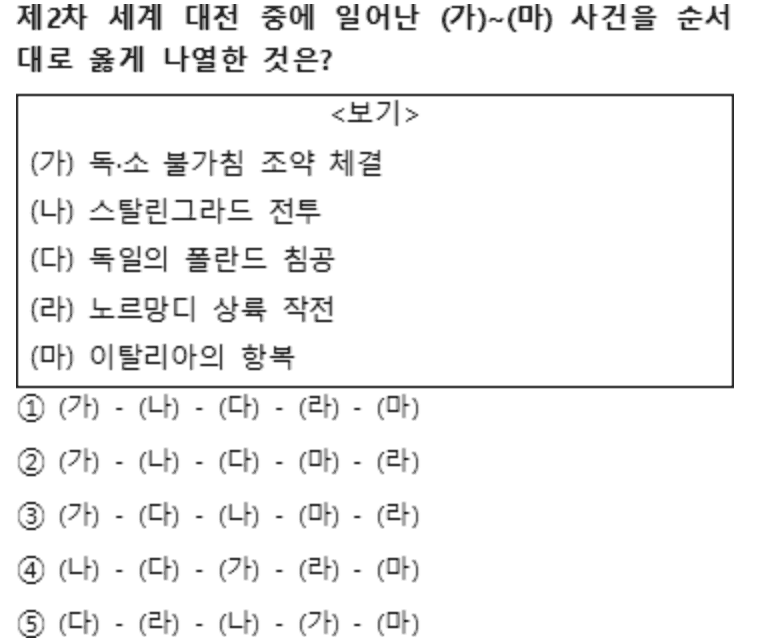 제2차 세계 대전 중에 일어난 (가)~(마) 사건을 순서
대로 옳게 나열한 것은?
<보기>
(가) 독·소 불가침 조약 체결
(나) 스탈린그라드 전투
(다) 독일의 폴란드 침공
(라) 노르망디 상륙 작전
(마) 이탈리아의 항복
① (가) - (나) - (다) - (라) - (마)
② (가) - (나) - (다) - (마) - (라)
③ (가) - (다) - (나) - (마) - (라)
④ (나) - (다) - (가) - (라) - (마)
⑤ (다) - (라) - (나) - (가) - (마)